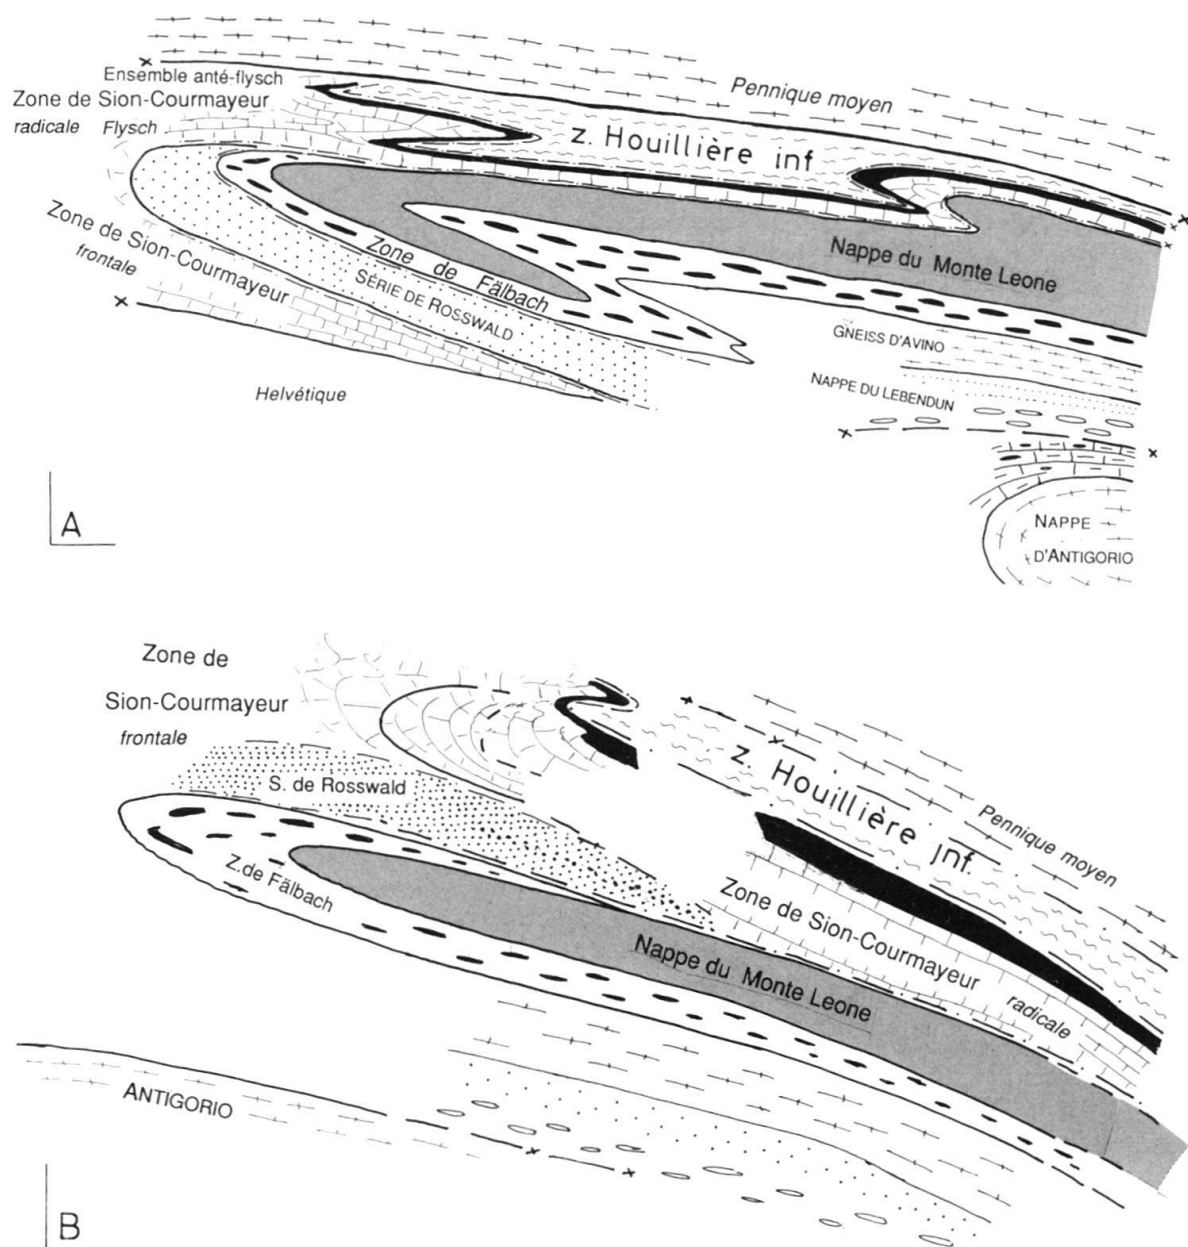 Ensemble anté-flysch
Zone de Sion-Courmayeur
radicale Flysch
Pennique moyen
z. Houillière inf
Nappe du Monte Leone
Zone de Sion-Courmayeur
frontale
Zone de Fälbach
SÉRIE DE ROSSWALD
Helvétique
GNEISS D'AVINO
NAPPE DU LEBENDUN
NAPPE
D'ANTIGORIO
A
Zone de
Sion-Courmayeur
frontale
S. de Rosswald
Z.de Fälbach
z. Houillière inf.
Pennique moyen
Zone de Sion-Courmayeur
radicale
Nappe du Monte Leone
ANTIGORIO
B